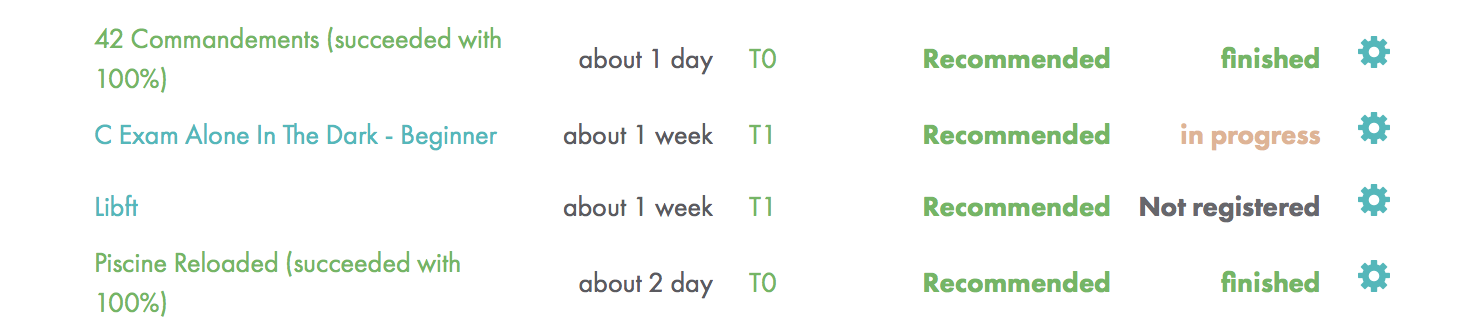 42 Commandements (succeeded with
100%) about 1 day T0 Recommended finished
C Exam Alone In The Dark - Beginner about 1 week T1 Recommended in progress
Libft about 1 week T1 Recommended Not registered
Piscine Reloaded (succeeded with
100%) about 2 day T0 Recommended finished